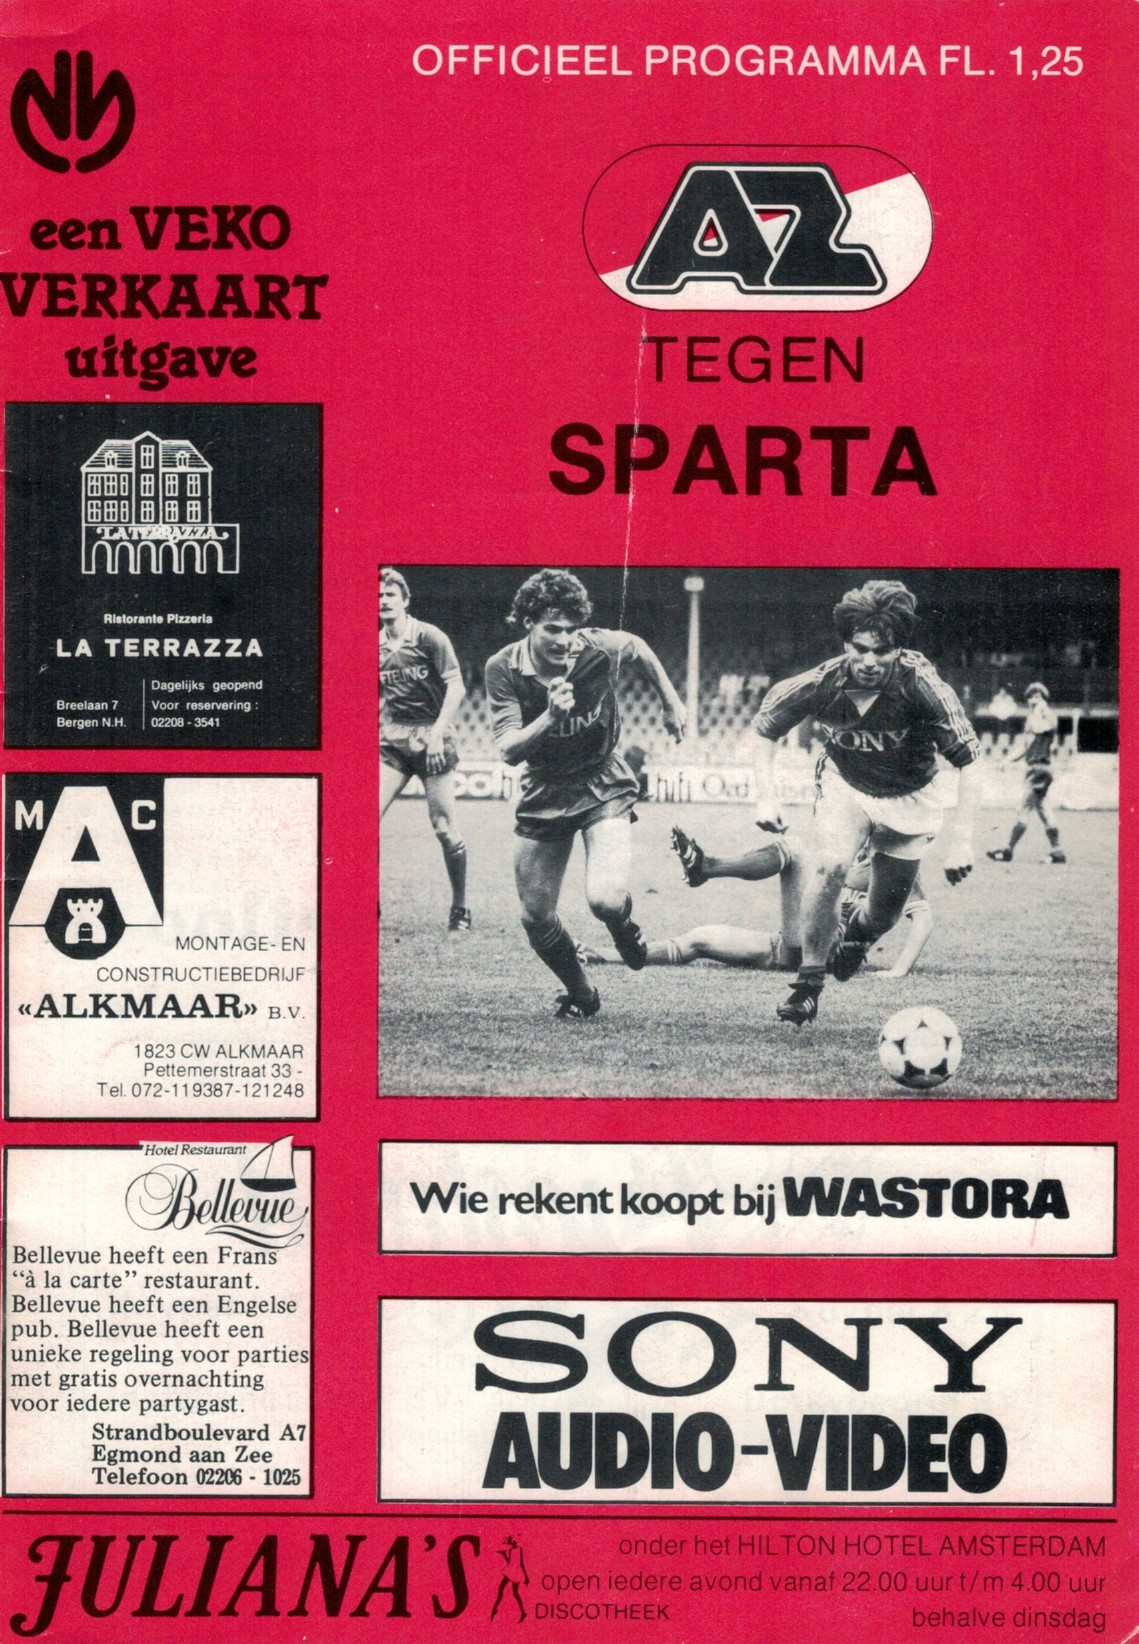 OFFICIEEL PROGRAMMA FL. 1,25
een VEKO
VERKAART
uitgave
AZ
TEGEN
SPARTA
LA TERRAZZA
Ristorante Pizzeria
LA TERRAZZA
Breelaan 7
Bergen N.H.
Dagelijks geopend
Voor reservering :
02208 - 3541
M A C
MONTAGE- EN
CONSTRUCTIEBEDRIJF
«ALKMAAR» B.V.
1823 CW ALKMAAR
Pettemerstraat 33 -
Tel. 072-119387-121248
Hotel Restaurant
Bellevue
Bellevue heeft een Frans
“à la carte” restaurant.
Bellevue heeft een Engelse
pub. Bellevue heeft een
unieke regeling voor parties
met gratis overnachting
voor iedere partygast.
Strandboulevard A7
Egmond aan Zee
Telefoon 02206 - 1025
SONY
Wie rekent koopt bij WASTORA
SONY
AUDIO-VIDEO
JULIANA'S
DISCOTHEEK
onder het HILTON HOTEL AMSTERDAM
open iedere avond vanaf 22.00 uur t/m 4.00 uur
behalve dinsdag